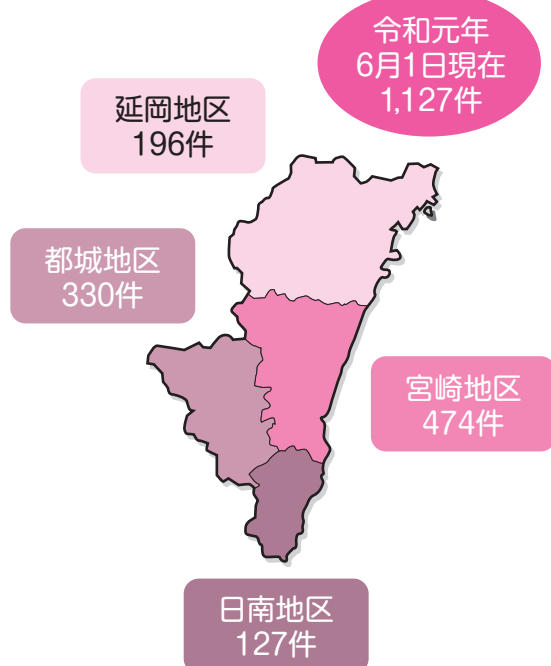 令和元年
6月1日現在
1,127件
延岡地区
196件
都城地区
330件
宮崎地区
474件
日南地区
127件